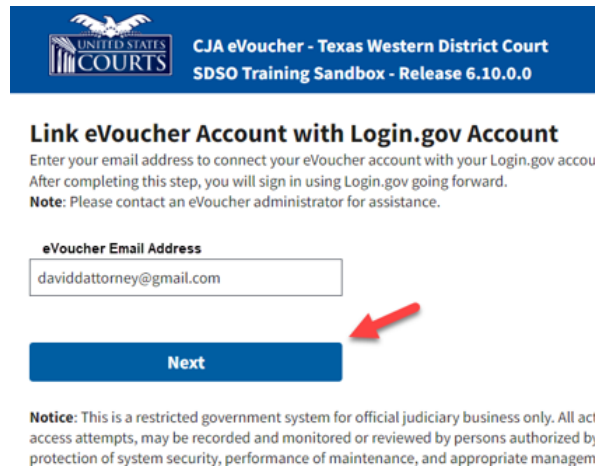 UNITED STATES
COURTS
CJA eVoucher - Texas Western District Court
SDSO Training Sandbox - Release 6.10.0.0
Link eVoucher Account with Login.gov Account
Enter your email address to connect your eVoucher account with your Login.gov accou
After completing this step, you will sign in using Login.gov going forward.
Note: Please contact an eVoucher administrator for assistance.
eVoucher Email Address
daviddattorney@gmail.com
Next
Notice: This is a restricted government system for official judiciary business only. All act
access attempts, may be recorded and monitored or reviewed by persons authorized by
protection of system security, performance of maintenance, and appropriate managem